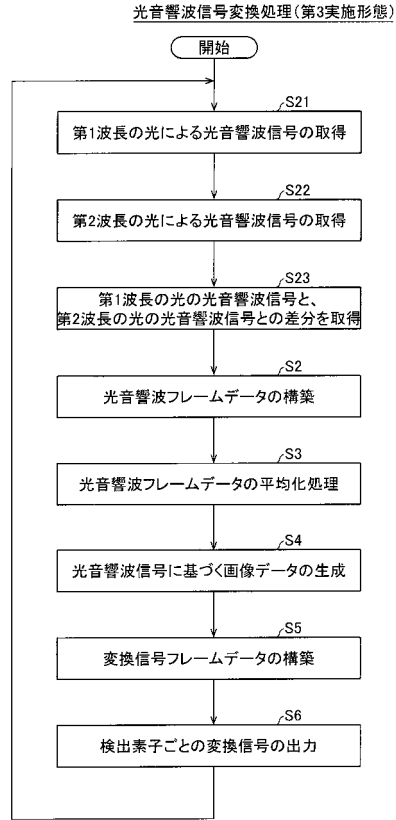 光音響波信号変換処理(第3実施形態)
開始
S21
第1波長の光による光音響波信号の取得
S22
第2波長の光による光音響波信号の取得
S23
第1波長の光の光音響波信号と、
第2波長の光の光音響波信号との差分を取得
S2
光音響波フレームデータの構築
S3
光音響波フレームデータの平均化処理
S4
光音響波信号に基づく画像データの生成
S5
変換信号フレームデータの構築
S6
検出素子ごとの変換信号の出力